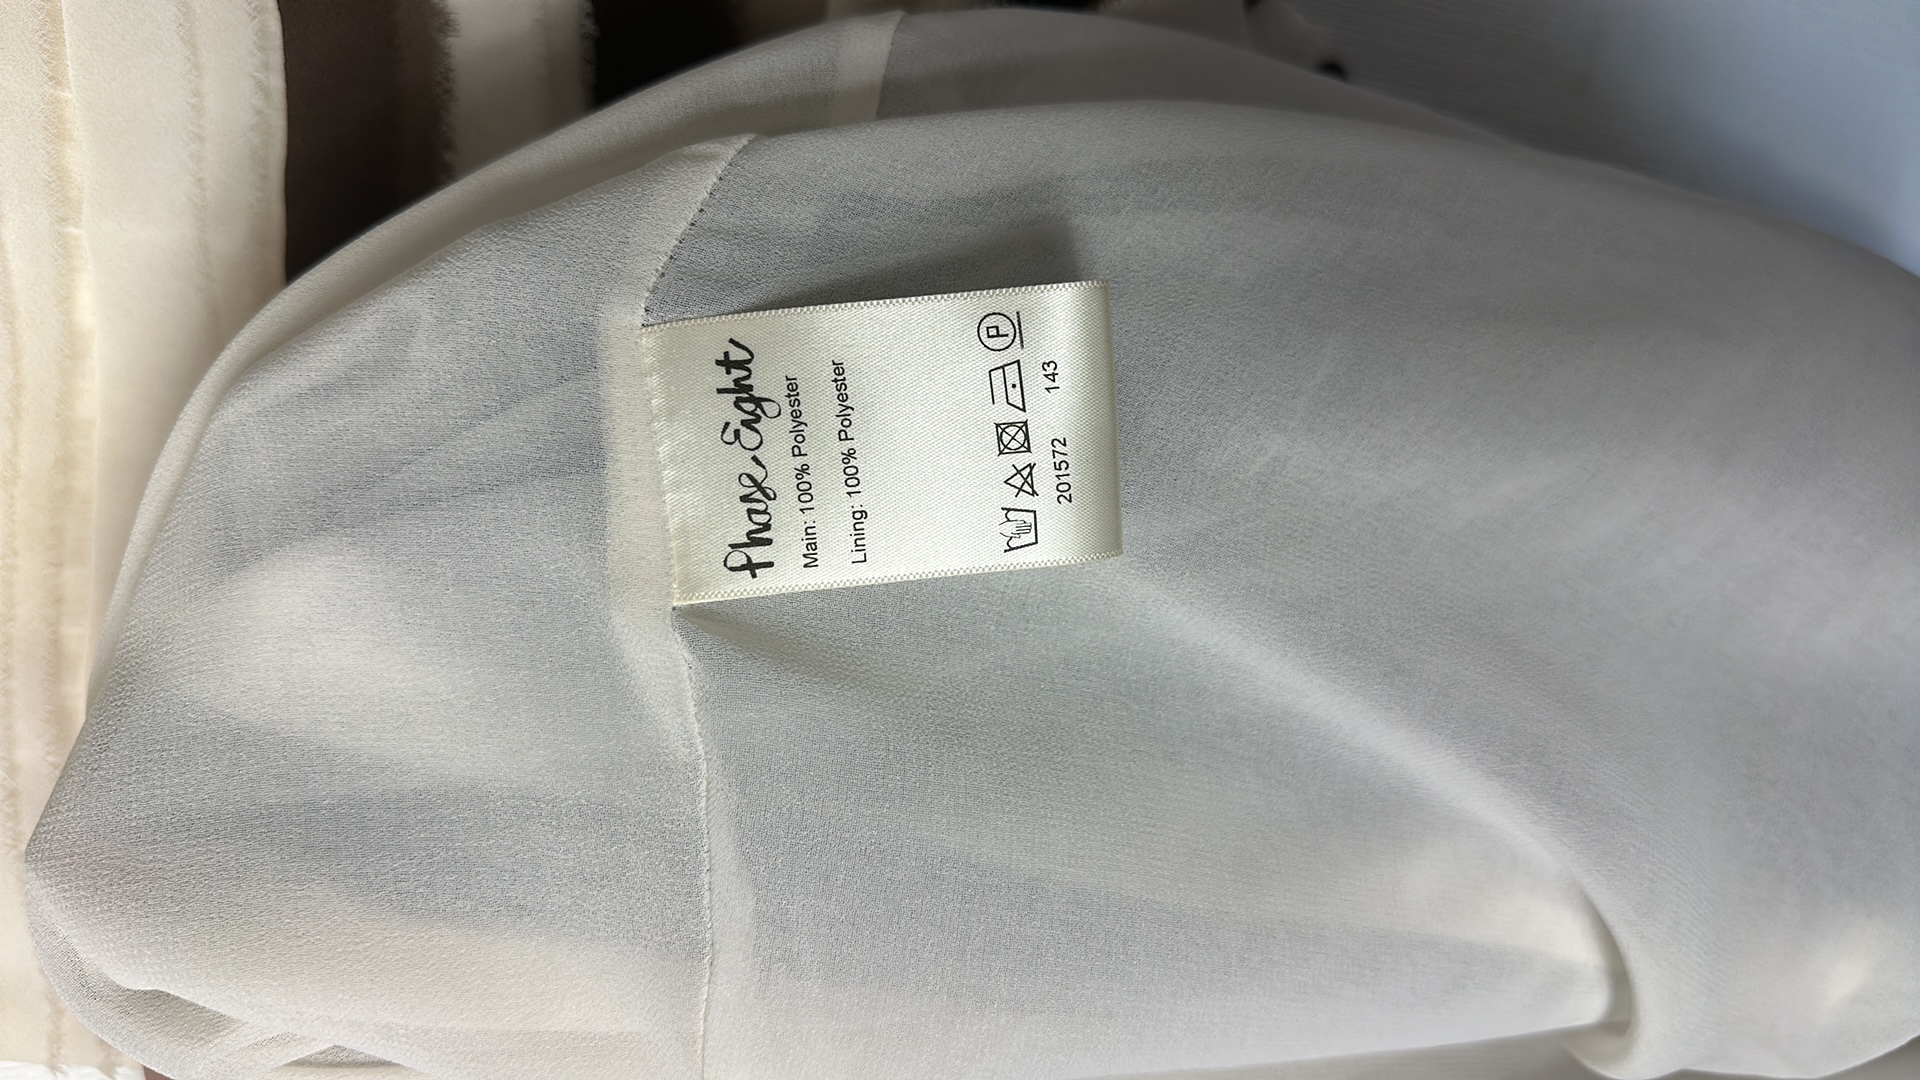 Phase Eight
Main: 100% Polyester
Lining: 100% Polyester
P
201572 143